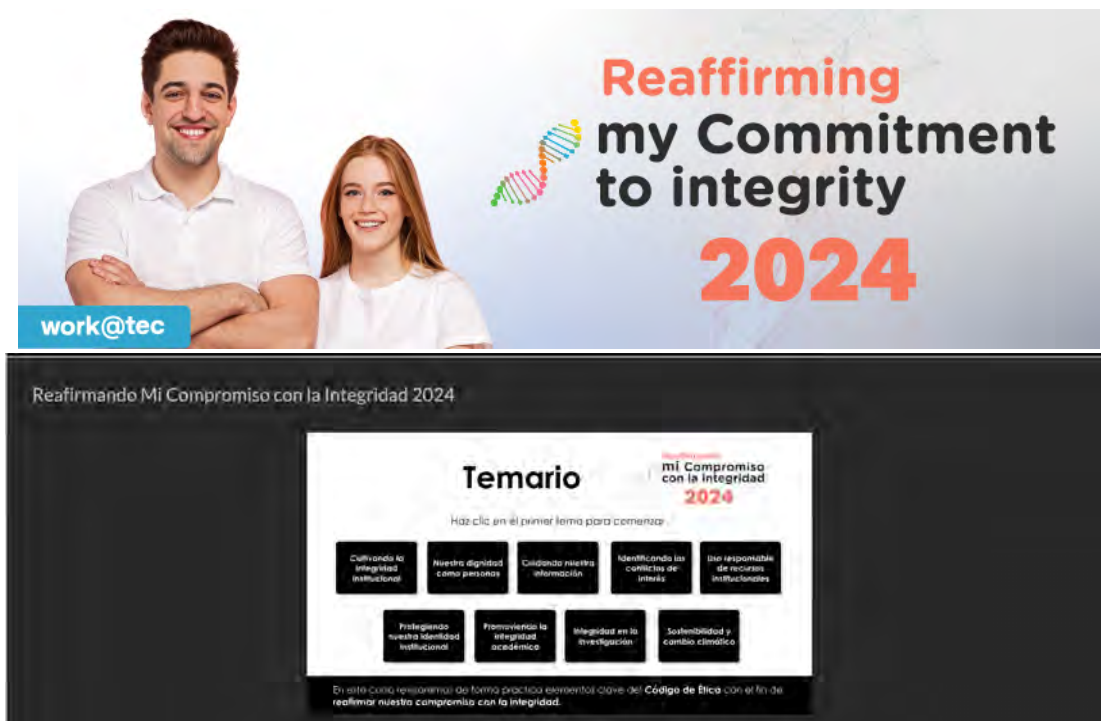 Reaffirming
my Commitment
to integrity
2024
work@tec
Reafirmando Mi Compromiso con la Integridad 2024
Temario
Reaffirming
mi Compromiso
con la Integridad
2024
Haz clic en el primer tema para comenzar
Cultivando la
integridad
institucional
Nuestra dignidad
como personas
Cuidando nuestra
información
Identificando los
conflictos de
interés
Uso responsable
de recursos
institucionales
Protegiendo
nuestra identidad
institucional
Promoviendo la
integridad
académica
Integridad en la
investigación
Sostenibilidad y
cambio climático
En este curso revisaremos de forma práctica elementos clave del Código de Ética con el fin de
reafirmar nuestro compromiso con la integridad.